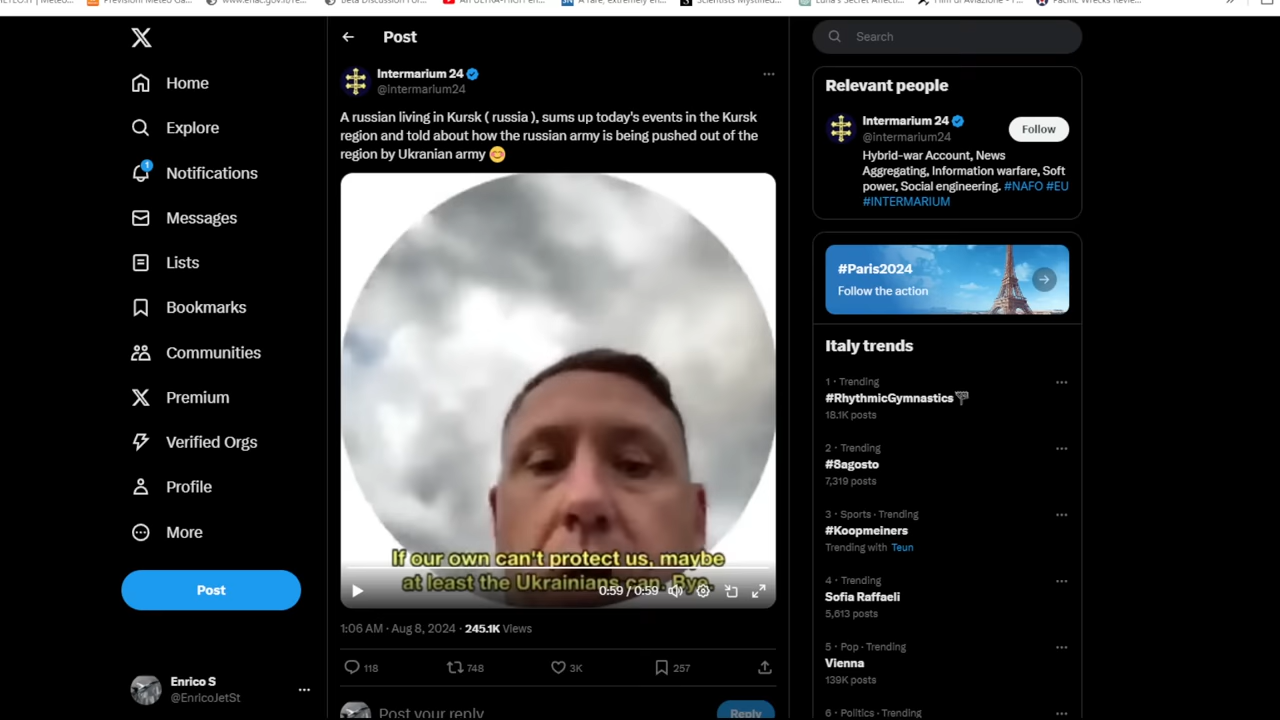 www.enac.gov.it/re...
Post
Search
Intermarium 24
@Intermarium24
A russian living in Kursk ( russia ), sums up today's events in the Kursk
region and told about how the russian army is being pushed out of the
region by Ukranian army
If our own can't protect us, maybe
at least the Ukrainians can. Bye.
0:59 / 0:59
1:06 AM · Aug 8, 2024 · 245.1K Views
118
748
3K
257
Post your reply
Reply
X
Home
Explore
1
Notifications
Messages
Lists
Bookmarks
Communities
Premium
Verified Orgs
Profile
More
Post
Enrico S
@EnricoJetSt
Relevant people
Intermarium 24
@intermarium24
Follow
Hybrid-war Account, News
Aggregating, Information warfare, Soft
power, Social engineering. #NAFO #EU
#INTERMARIUM
#Paris2024
Follow the action
Italy trends
1 · Trending
#RhythmicGymnastics
18.1K posts
2 · Trending
#8agosto
7,319 posts
3 · Sports · Trending
#Koopmeiners
Trending with Teun
4 · Trending
Sofia Raffaeli
5,613 posts
5 · Pop · Trending
Vienna
139K posts
6 · Politics · Trending